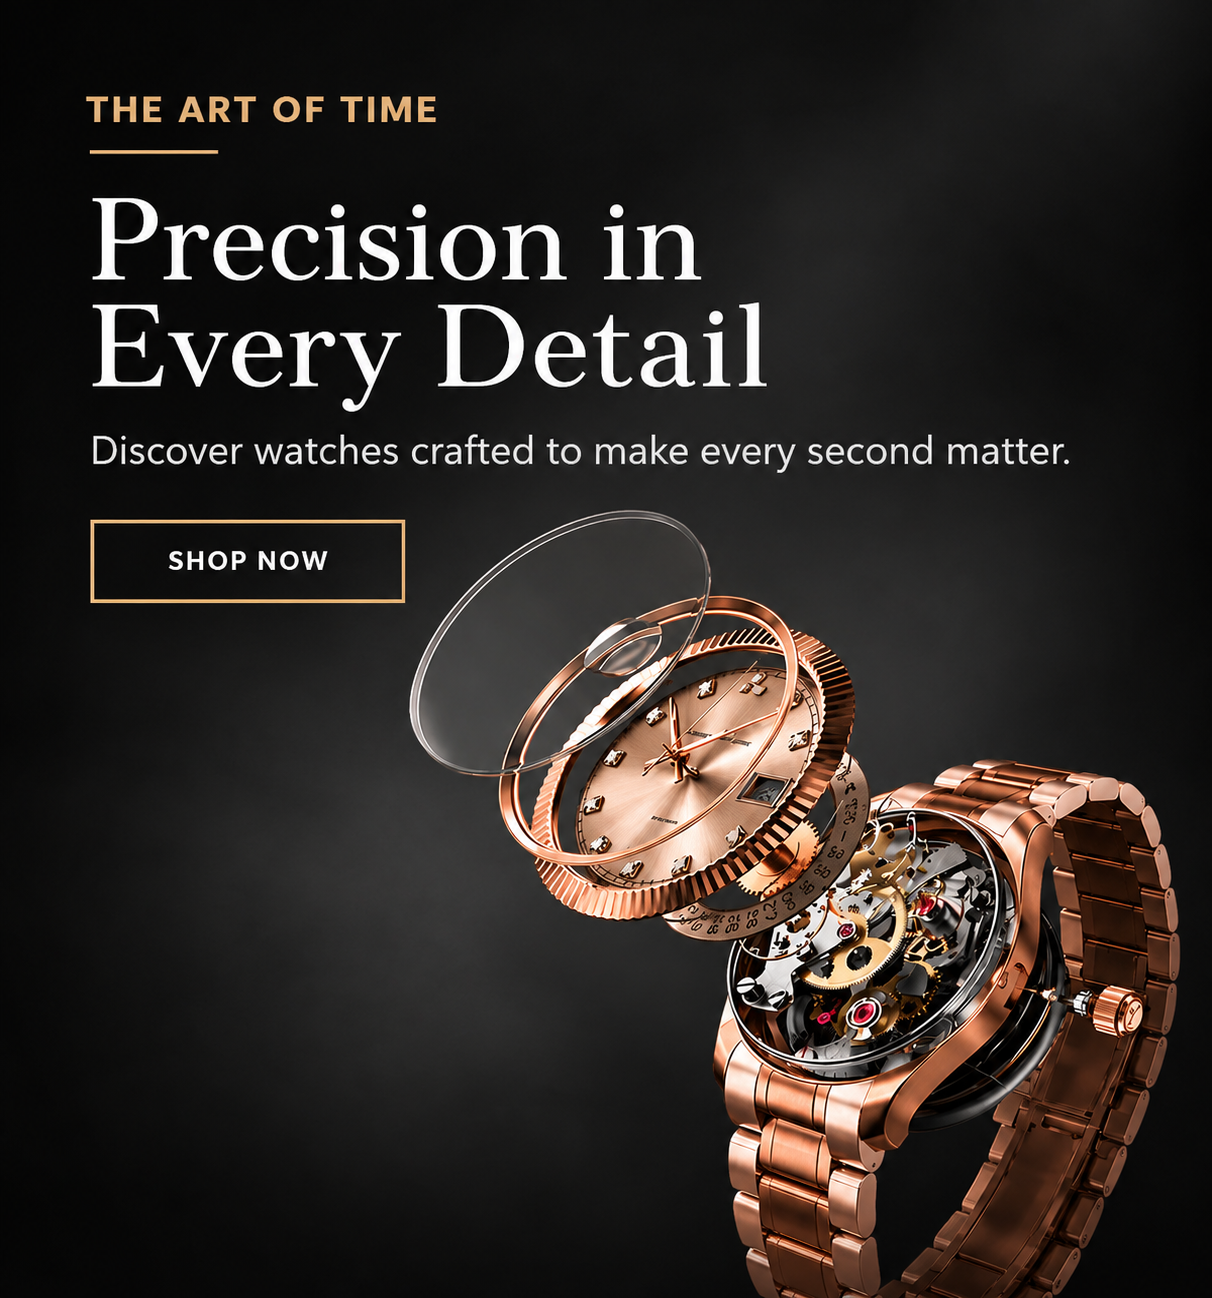 THE ART OF TIME
Precision in
Every Detail
Discover watches crafted to make every second matter.
SHOP NOW